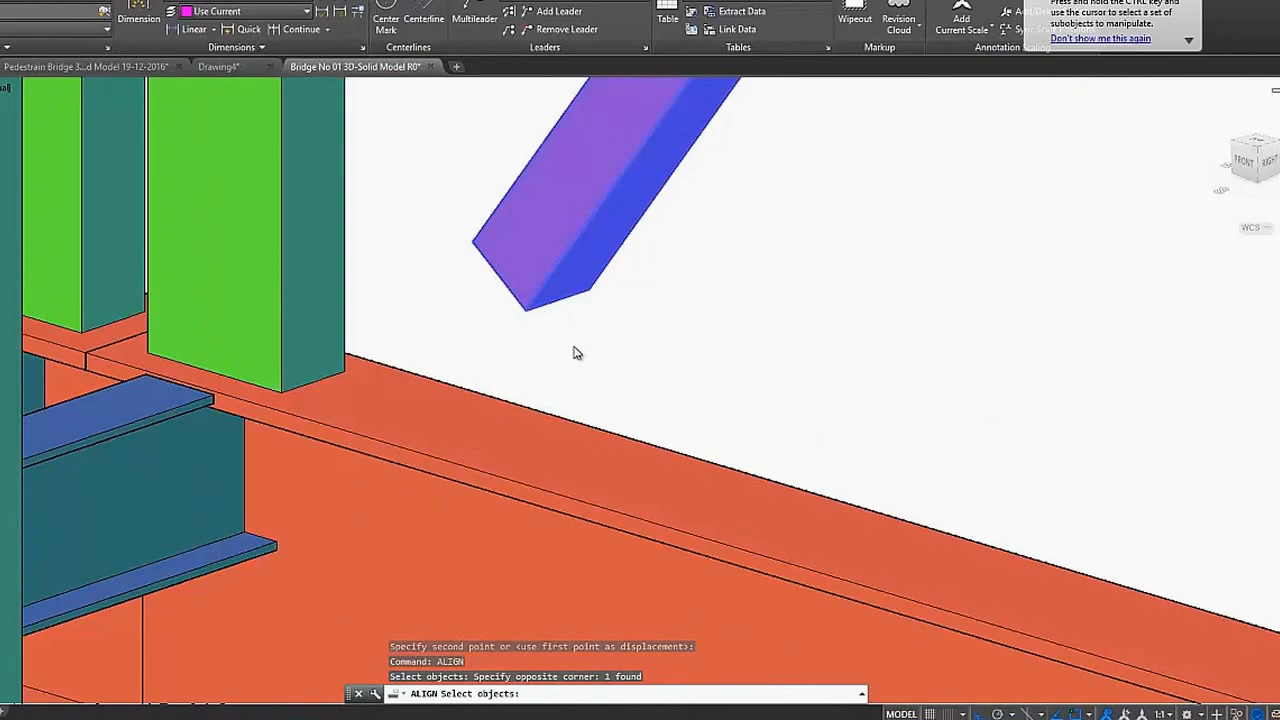 Press and hold the CTRL key and
use the cursor to select a set of
subobjects to manipulate.
Don't show me this again
Use Current
Dimension
Linear
Quick
Continue
Center
Mark
Centerline
Multileader
Add Leader
Remove Leader
Table
Extract Data
Link Data
Wipeout
Revision
Cloud
Add
Current Scale
Dimensions
Centerlines
Leaders
Tables
Markup
Annotation Scaling
Pedestrain Bridge 3...d Model 19-12-2016*
Drawing4*
Bridge No 01 3D-Solid Model R0*
FRONT
RIGHT
WCS
Specify second point or <use first point as displacement>:
Command: ALIGN
Select objects: Specify opposite corner: 1 found
ALIGN Select objects:
MODEL
1:1